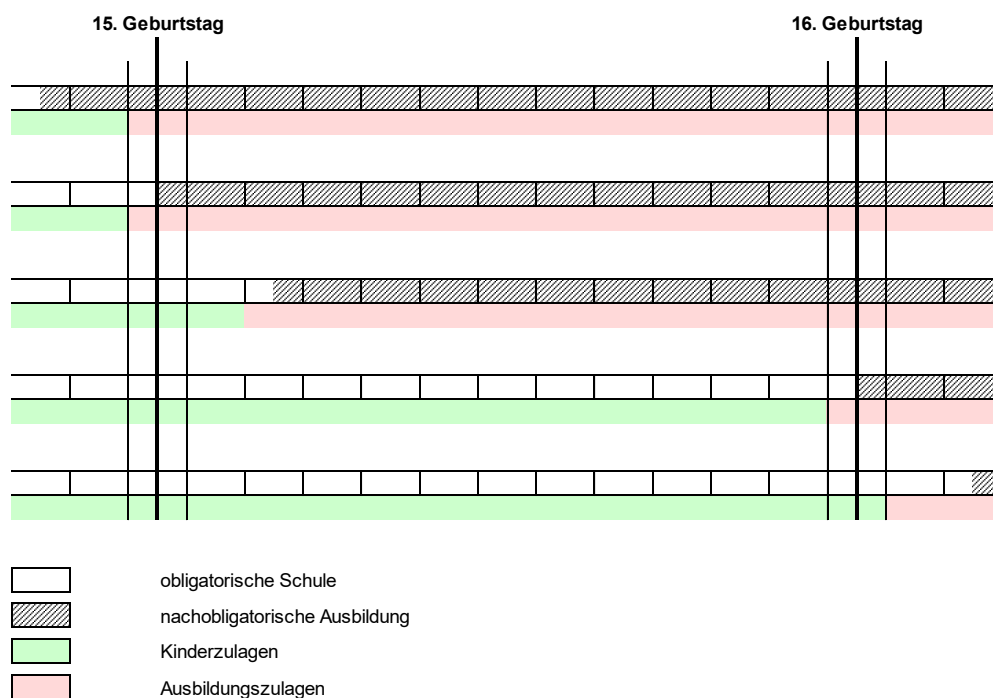 15. Geburtstag
16. Geburtstag
obligatorische Schule
nachobligatorische Ausbildung
Kinderzulagen
Ausbildungszulagen